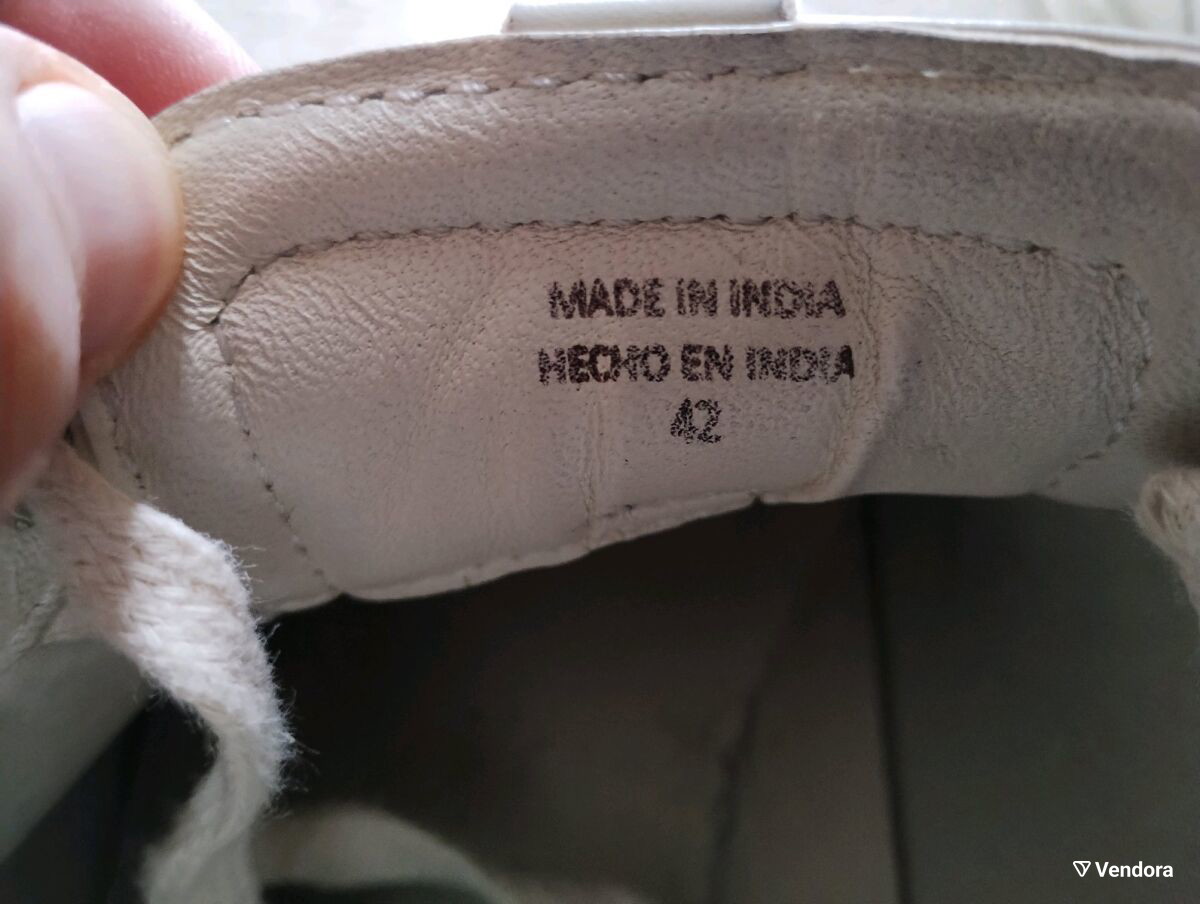 MADE IN INDIA
HECHO EN INDIA
42
Vendora